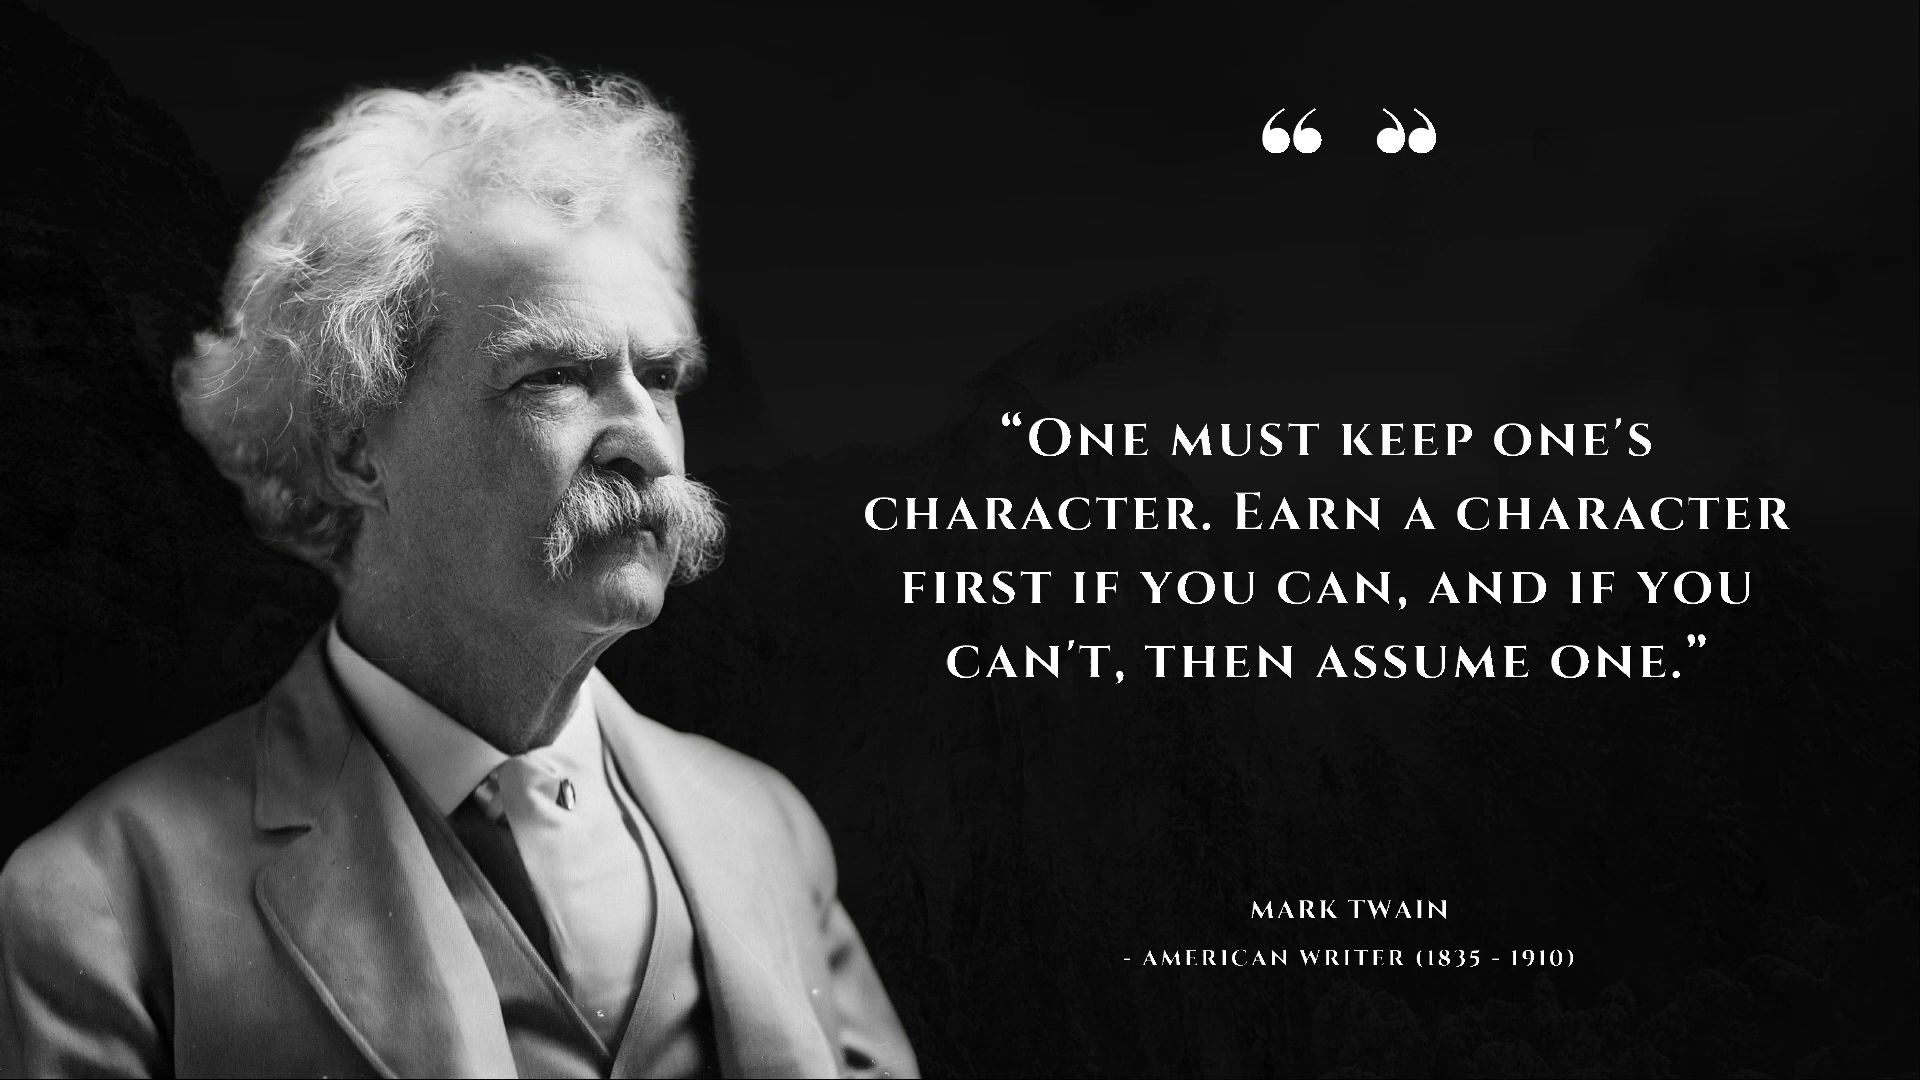 “ ”
“One must keep one's
character. Earn a character
first if you can, and if you
can't, then assume one.”
MARK TWAIN
- AMERICAN WRITER (1835 - 1910)